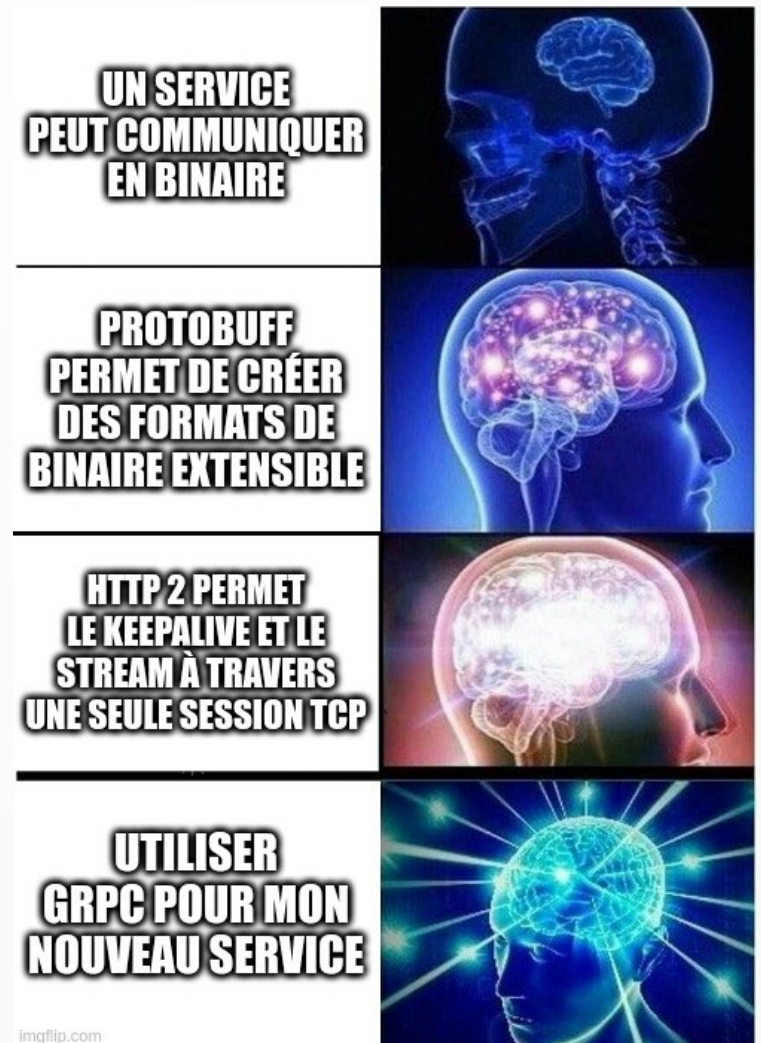 UN SERVICE
PEUT COMMUNIQUER
EN BINAIRE
PROTOBUFF
PERMET DE CRÉER
DES FORMATS DE
BINAIRE EXTENSIBLE
HTTP 2 PERMET
LE KEEPALIVE ET LE
STREAM À TRAVERS
UNE SEULE SESSION TCP
UTILISER
GRPC POUR MON
NOUVEAU SERVICE
imgflip.com